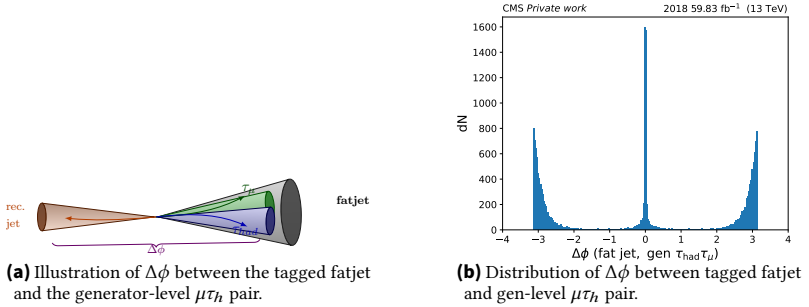 CMS Private work 2018 59.83 fb⁻¹ (13 TeV)
dN
1600
1400
1200
1000
800
600
400
200
0
−4 −3 −2 −1 0 1 2 3 4
Δϕ (fat jet, gen τhadτμ)
rec.
jet
τμ
τhad
fatjet
Δϕ
(a) Illustration of Δϕ between the tagged fatjet
and the generator-level μτh pair.
(b) Distribution of Δϕ between tagged fatjet
and gen-level μτh pair.